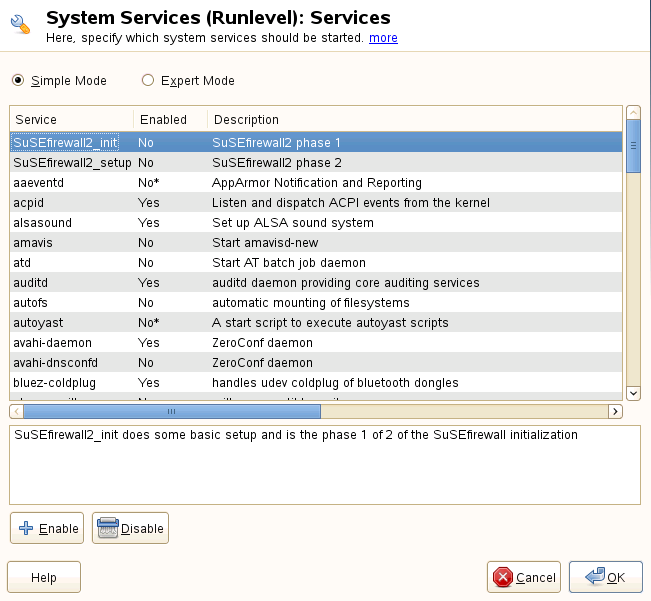 System Services (Runlevel): Services
Here, specify which system services should be started. more
Simple Mode Expert Mode
Service Enabled Description
SuSEfirewall2_init No SuSEfirewall2 phase 1
SuSEfirewall2_setup No SuSEfirewall2 phase 2
aaeventd No* AppArmor Notification and Reporting
acpid Yes Listen and dispatch ACPI events from the kernel
alsasound Yes Set up ALSA sound system
amavis No Start amavisd-new
atd No Start AT batch job daemon
auditd Yes auditd daemon providing core auditing services
autofs No automatic mounting of filesystems
autoyast No* A start script to execute autoyast scripts
avahi-daemon Yes ZeroConf daemon
avahi-dnsconfd No ZeroConf daemon
bluez-coldplug Yes handles udev coldplug of bluetooth dongles
SuSEfirewall2_init does some basic setup and is the phase 1 of 2 of the SuSEfirewall initialization
Enable Disable
Help Cancel OK